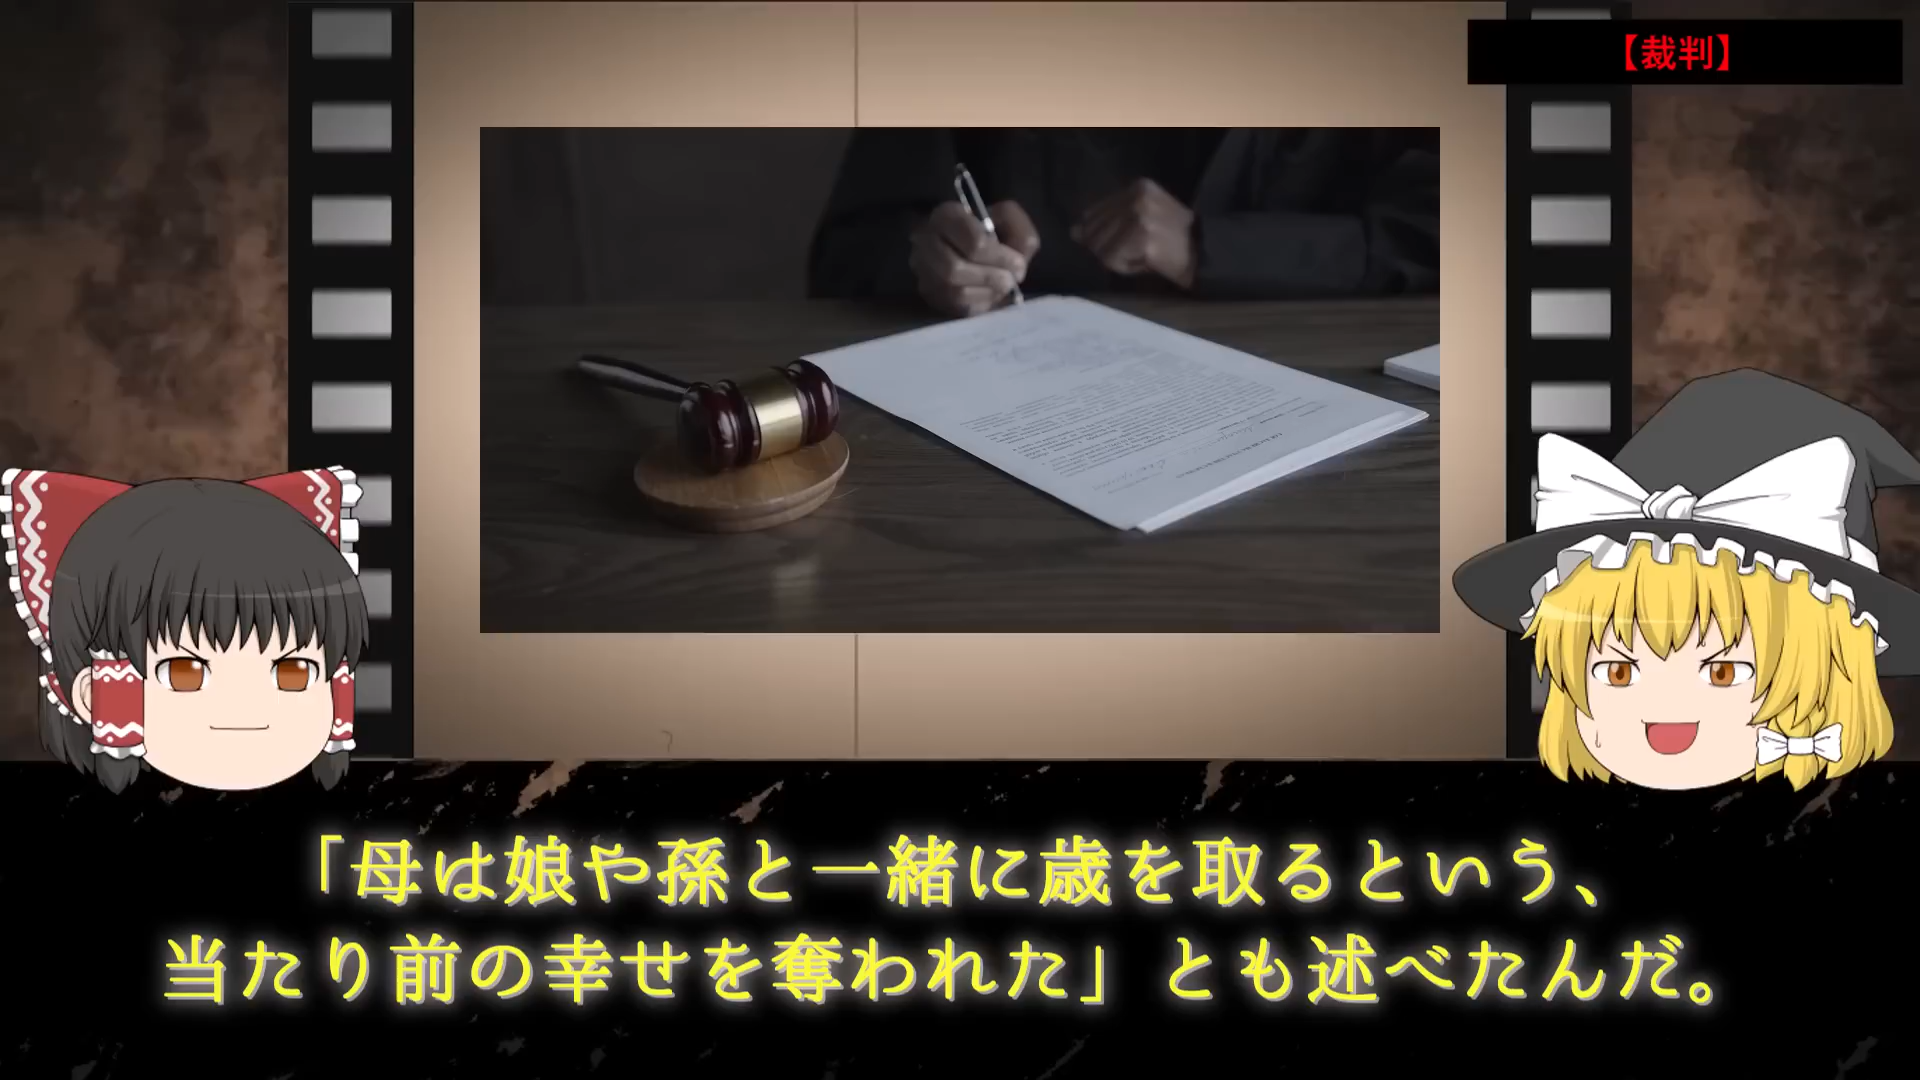 【裁判】
「母は娘や孫と一緒に歳を取るという、
当たり前の幸せを奪われた」とも述べたんだ。